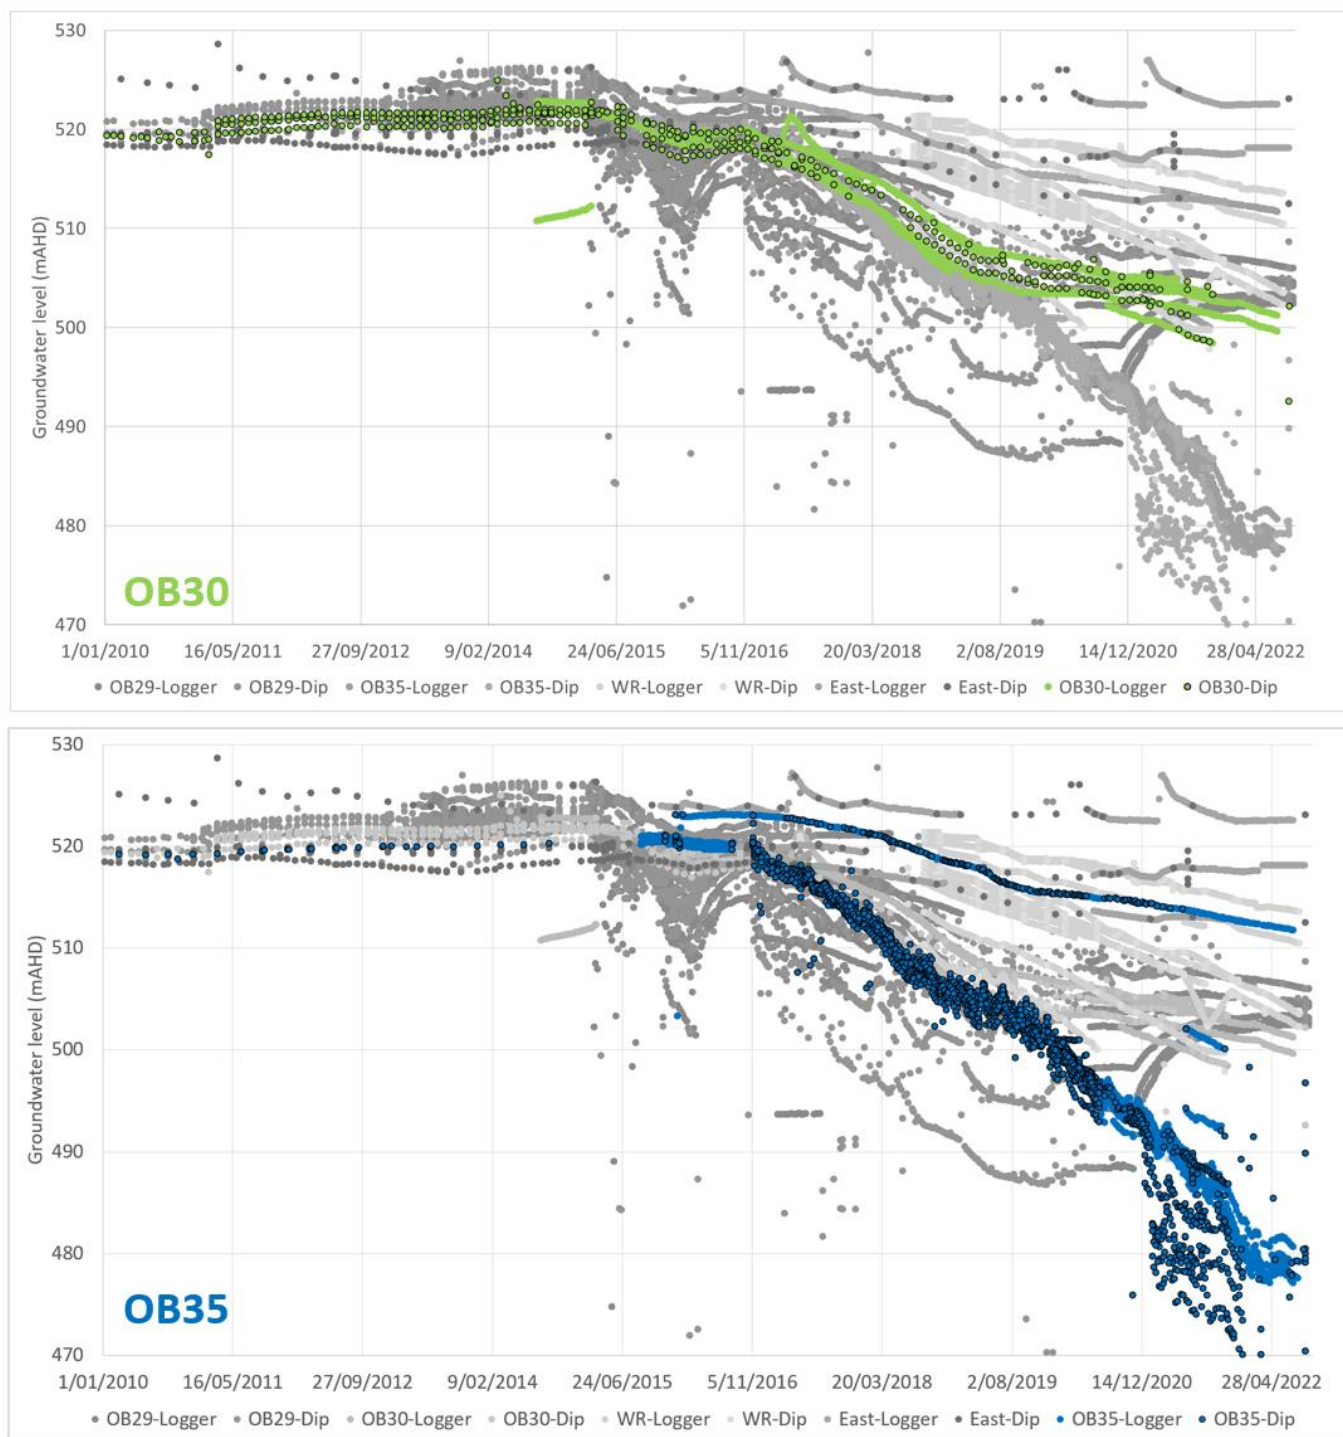 530
520
510
500
490
480
470
Groundwater level (mAHD)
OB30
1/01/2010 16/05/2011 27/09/2012 9/02/2014 24/06/2015 5/11/2016 20/03/2018 2/08/2019 14/12/2020 28/04/2022
OB29-Logger OB29-Dip OB35-Logger OB35-Dip WR-Logger WR-Dip East-Logger East-Dip OB30-Logger OB30-Dip
530
520
510
500
490
480
470
Groundwater level (mAHD)
OB35
1/01/2010 16/05/2011 27/09/2012 9/02/2014 24/06/2015 5/11/2016 20/03/2018 2/08/2019 14/12/2020 28/04/2022
OB29-Logger OB29-Dip OB30-Logger OB30-Dip WR-Logger WR-Dip East-Logger East-Dip OB35-Logger OB35-Dip